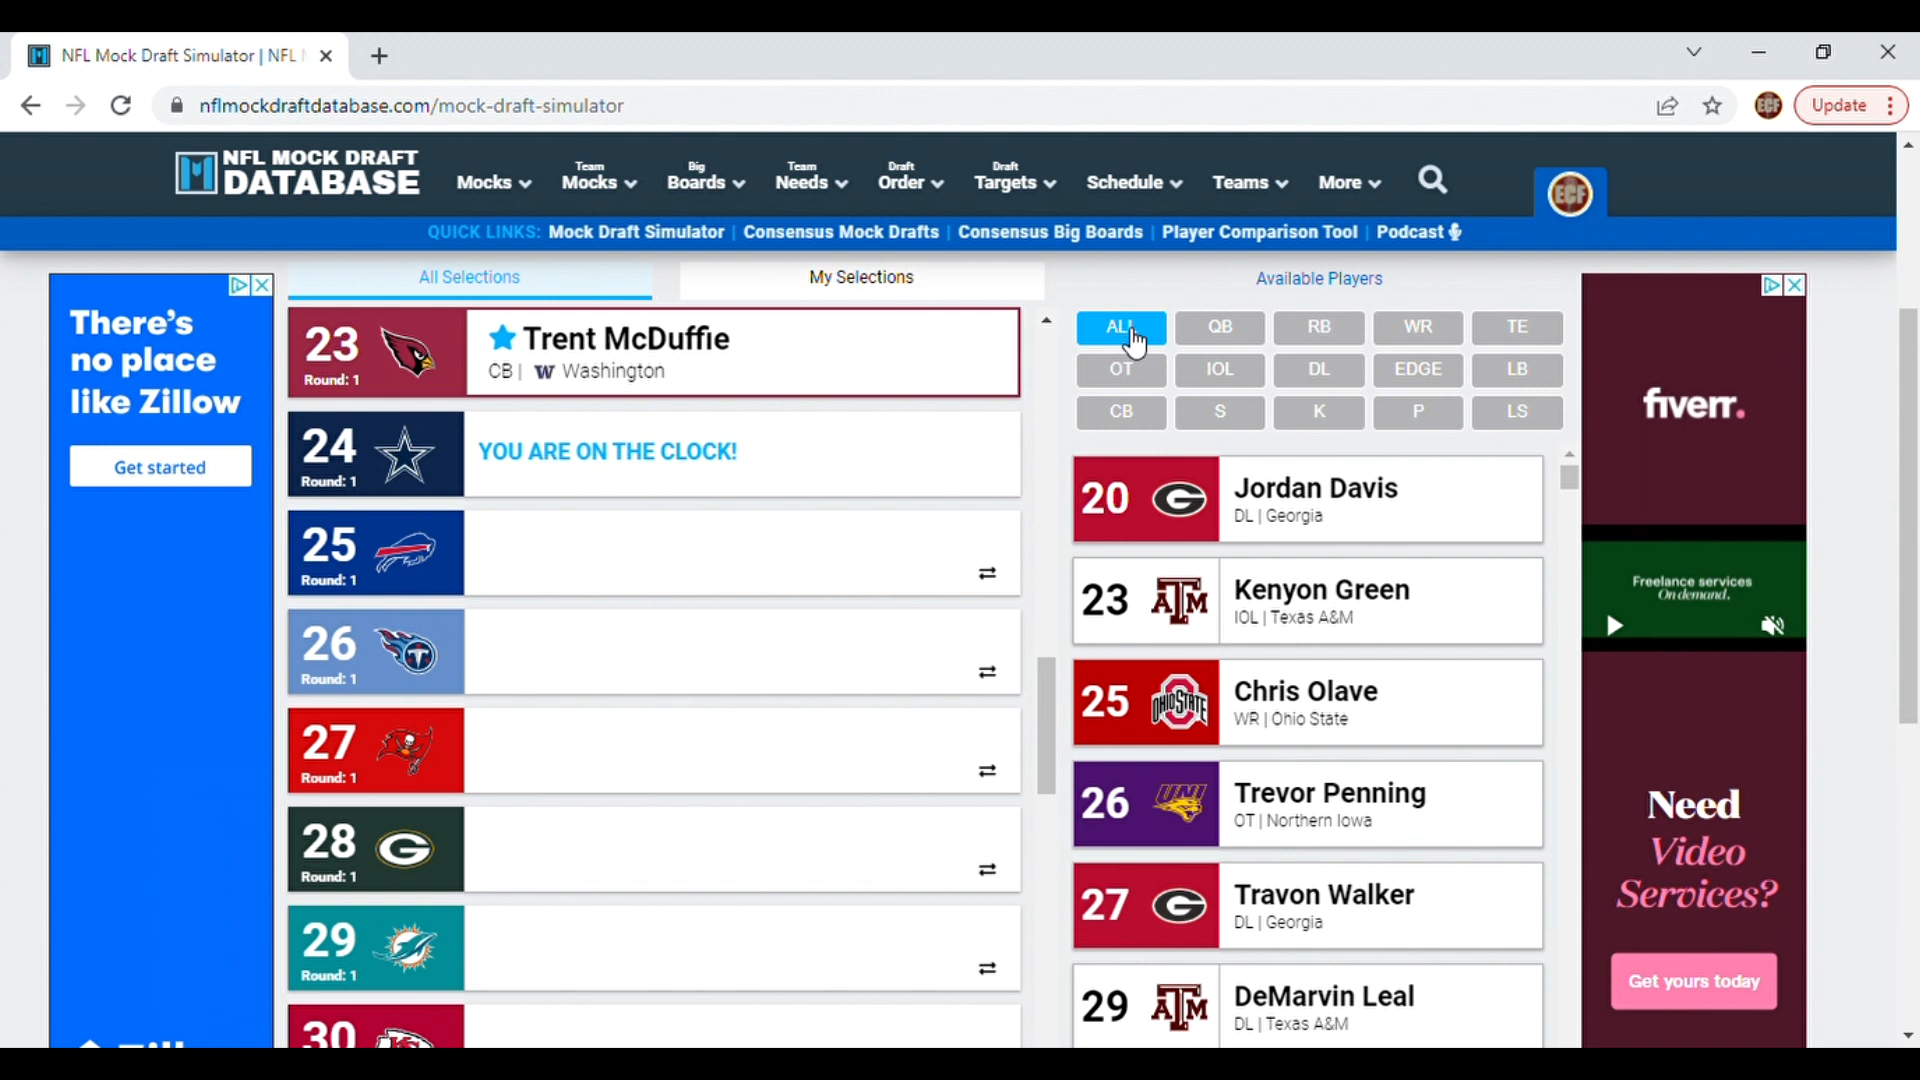 NFL Mock Draft Simulator | NFL
nflmockdraftdatabase.com/mock-draft-simulator
ECF
Update
NFL MOCK DRAFT
DATABASE
Mocks
Team
Mocks
Big
Boards
Team
Needs
Draft
Order
Draft
Targets
Schedule
Teams
More
ECF
QUICK LINKS: Mock Draft Simulator | Consensus Mock Drafts | Consensus Big Boards | Player Comparison Tool | Podcast
There's
no place
like Zillow
Get started
All Selections
My Selections
23
Round: 1
Trent McDuffie
CB | W Washington
24
Round: 1
YOU ARE ON THE CLOCK!
25
Round: 1
26
Round: 1
T
27
Round: 1
28
Round: 1
G
29
Round: 1
30
Available Players
ALL QB RB WR TE
OT IOL DL EDGE LB
CB S K P LS
20 G Jordan Davis
DL | Georgia
23 ATM Kenyon Green
IOL | Texas A&M
25 OHIO STATE Chris Olave
WR | Ohio State
26 UNI Trevor Penning
OT | Northern Iowa
27 G Travon Walker
DL | Georgia
29 ATM DeMarvin Leal
DL | Texas A&M
fiverr.
Freelance services
On demand.
Need
Video
Services?
Get yours today